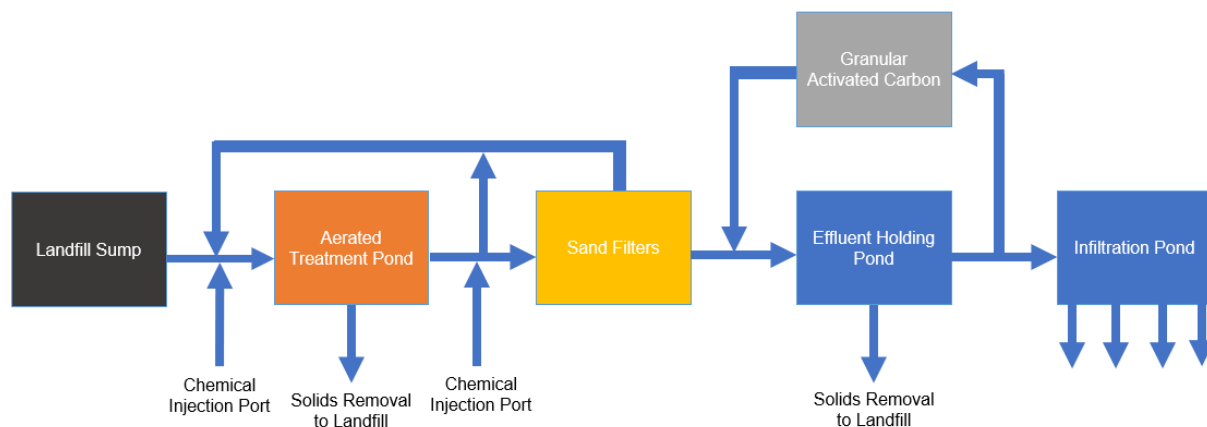 Granular
Activated Carbon
Landfill Sump
Aerated
Treatment Pond
Sand Filters
Effluent Holding
Pond
Infiltration Pond
Chemical
Injection Port
Solids Removal
to Landfill
Chemical
Injection Port
Solids Removal
to Landfill